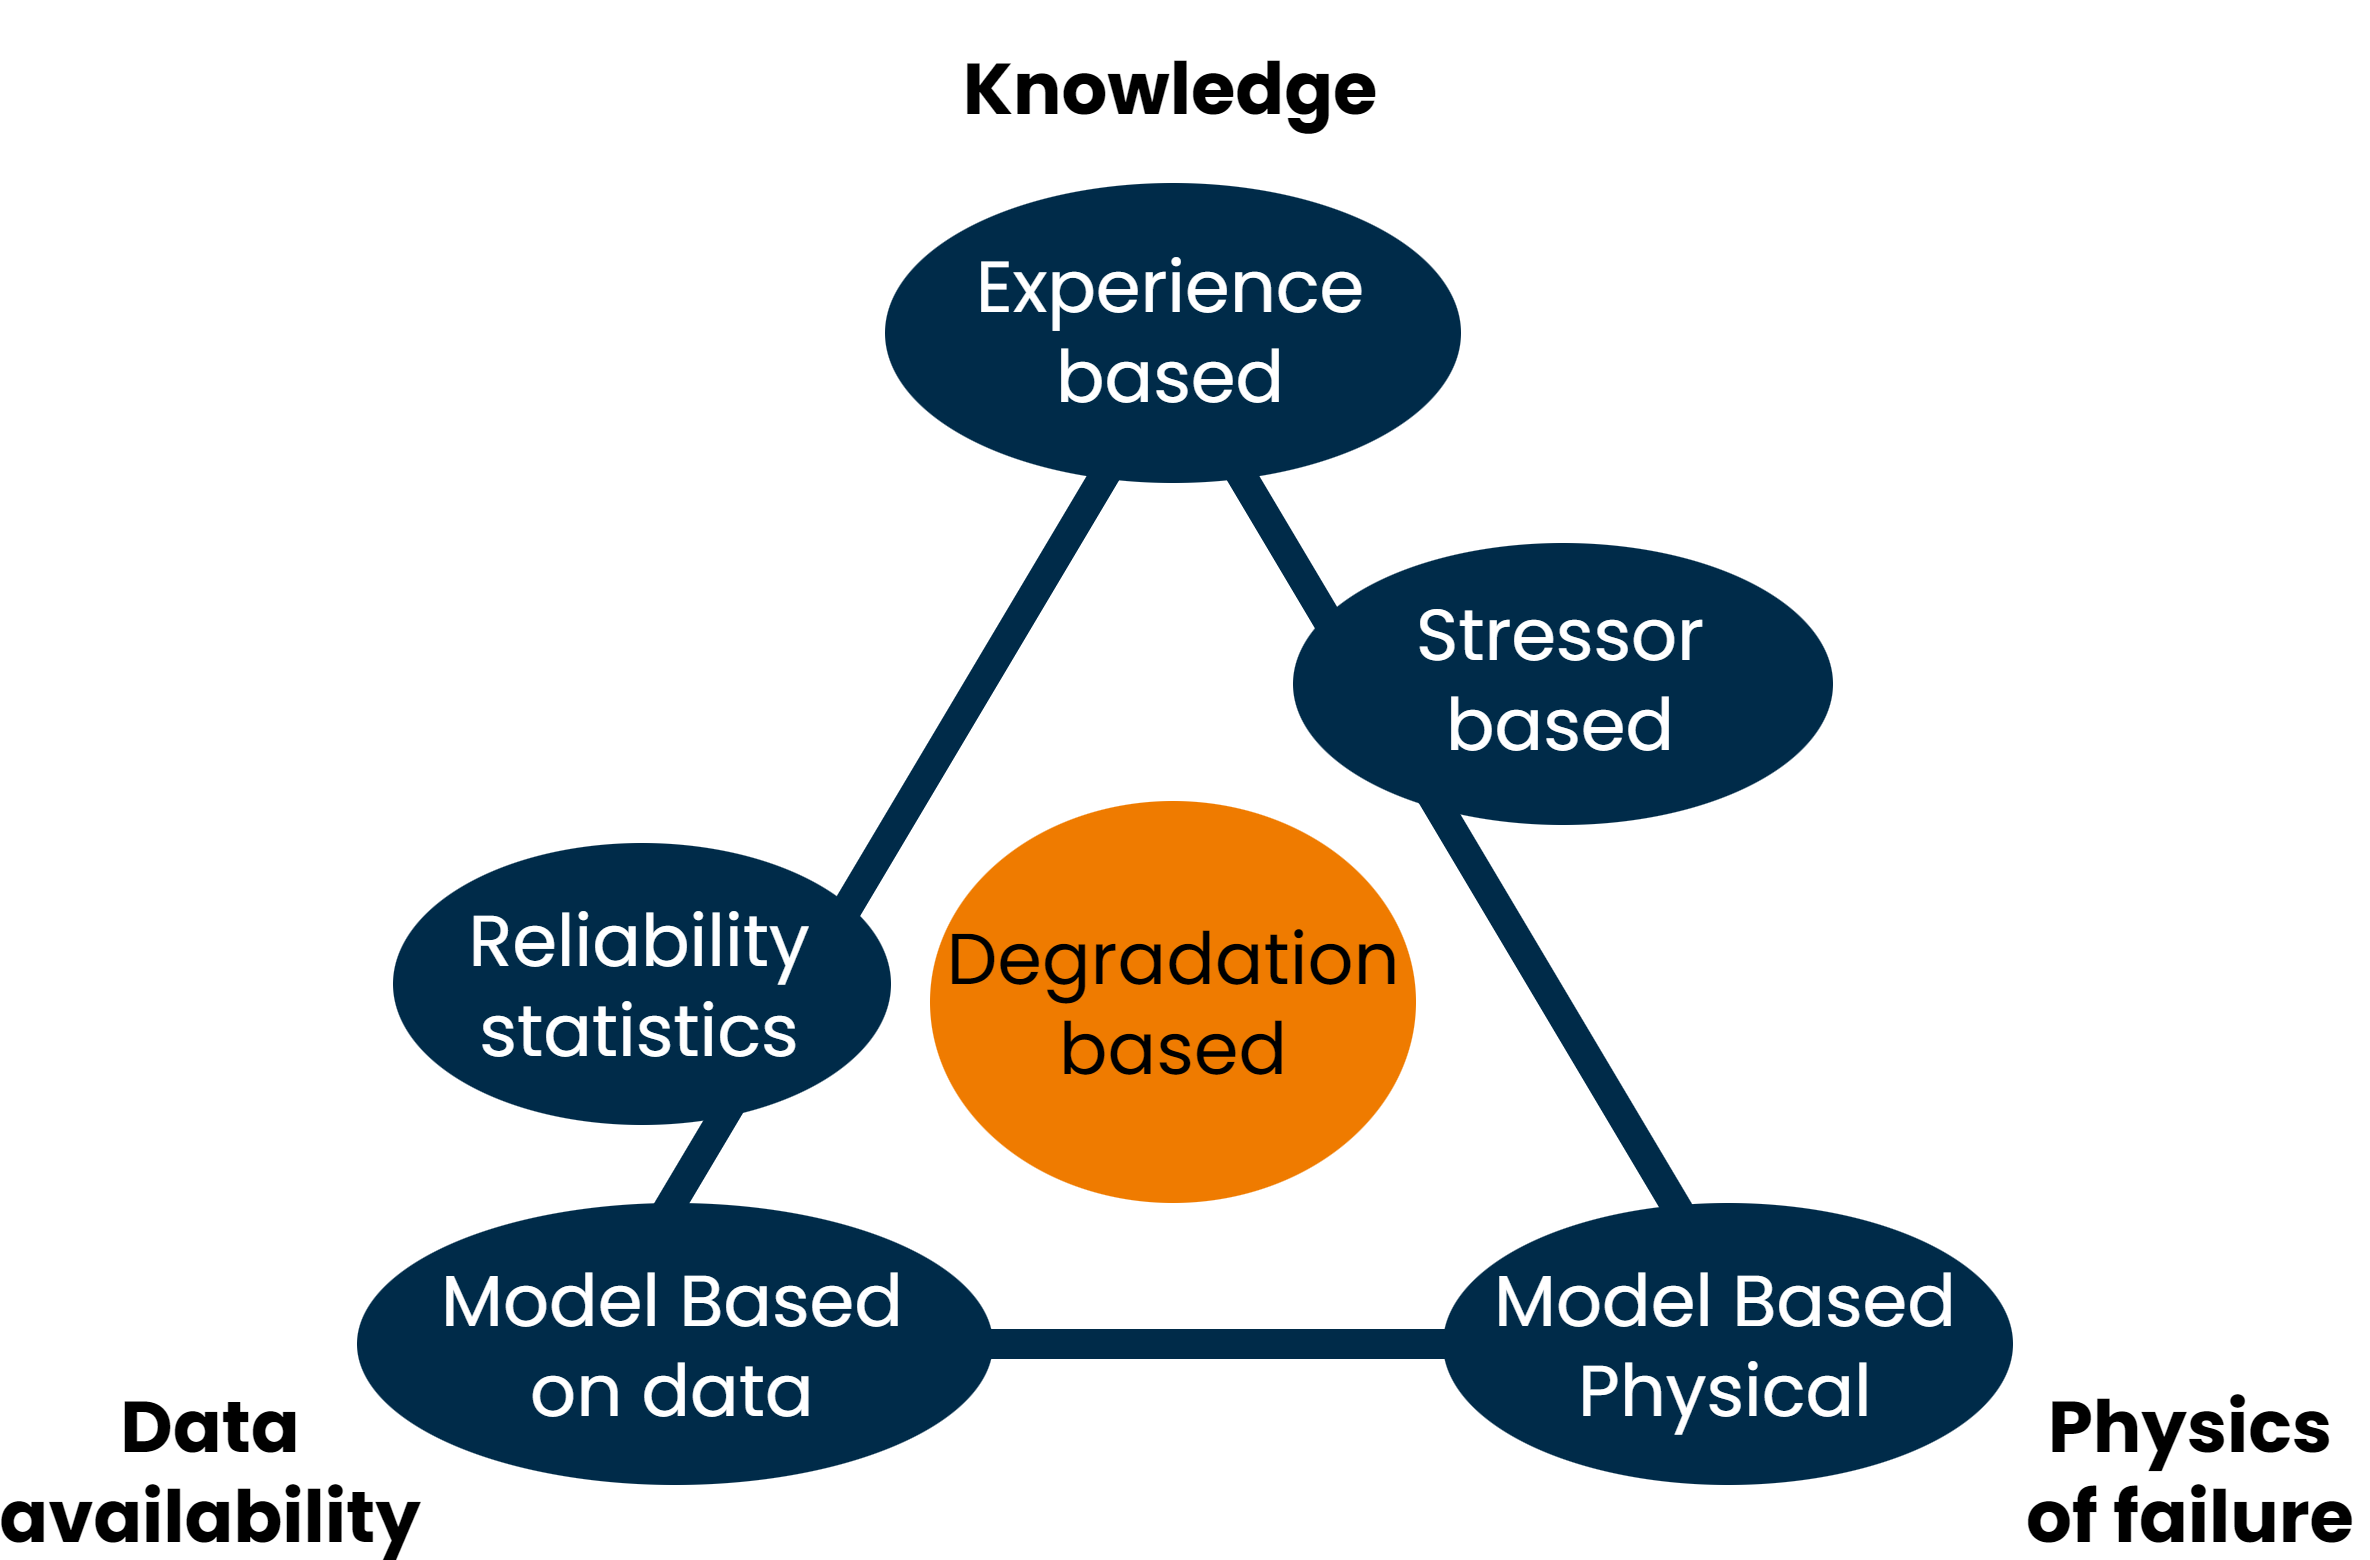 Knowledge
Experience
based
Stressor
based
Reliability
statistics
Degradation
based
Model Based
on data
Model Based
Physical
Data
availability
Physics
of failure